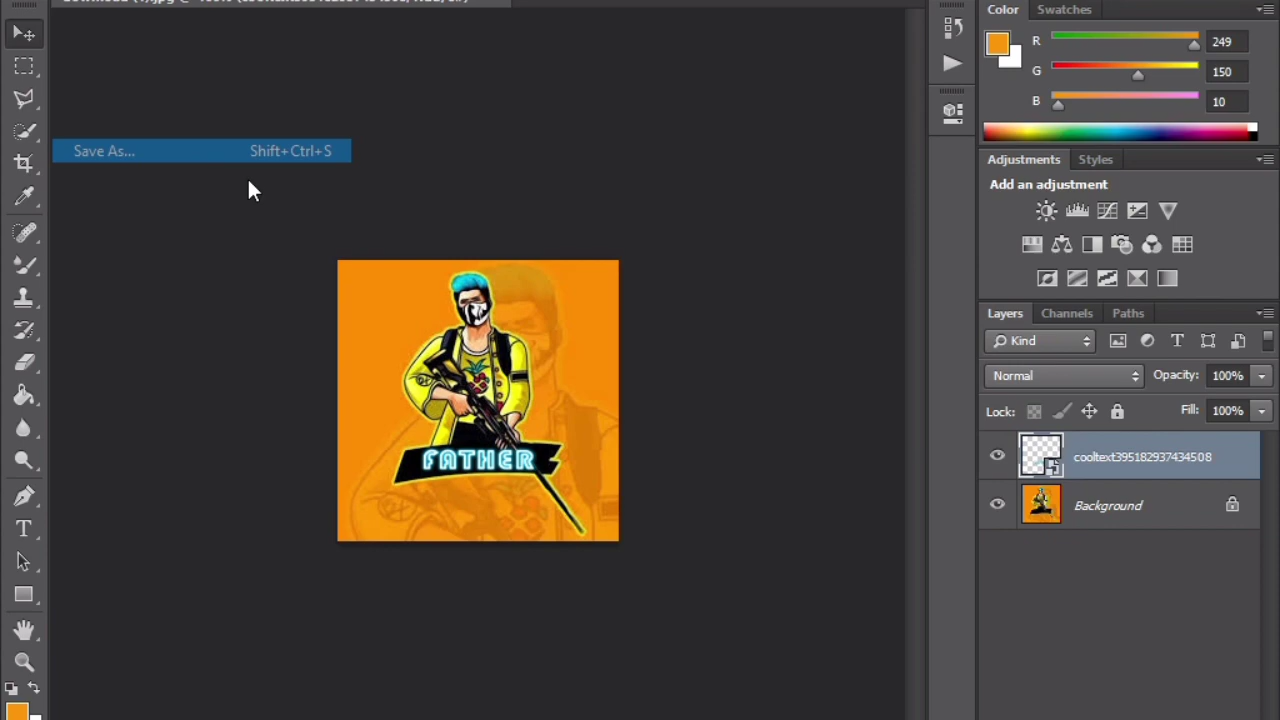 Color Swatches
R 249
G 150
B 10
Save As... Shift+Ctrl+S
Adjustments Styles
Add an adjustment
Layers Channels Paths
Kind
Normal Opacity: 100%
Lock: Fill: 100%
cooltext395182937434508
Background
FATHER